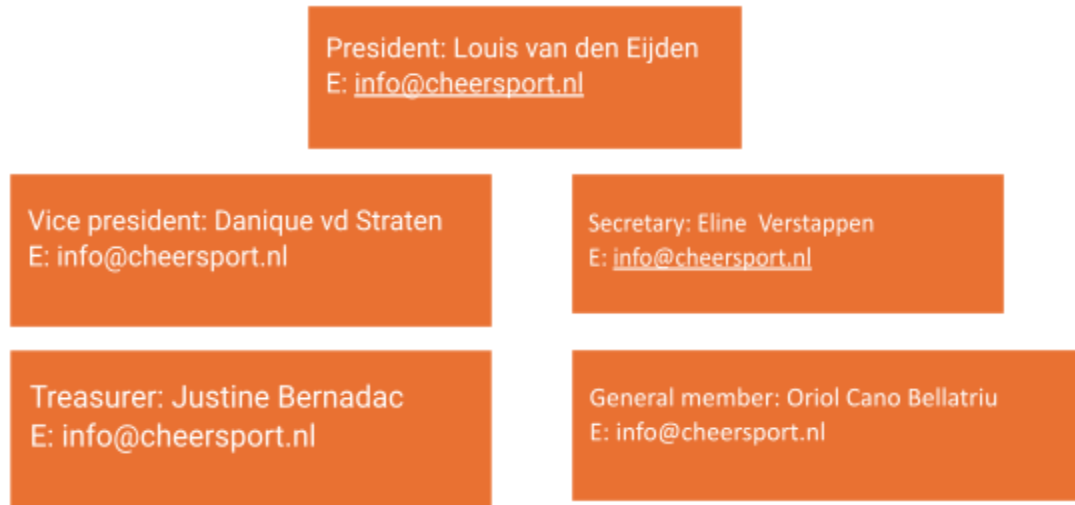 President: Louis van den Eijden
E: info@cheersport.nl
Vice president: Danique vd Straten
E: info@cheersport.nl
Secretary: Eline Verstappen
E: info@cheersport.nl
Treasurer: Justine Bernadac
E: info@cheersport.nl
General member: Oriol Cano Bellatriu
E: info@cheersport.nl